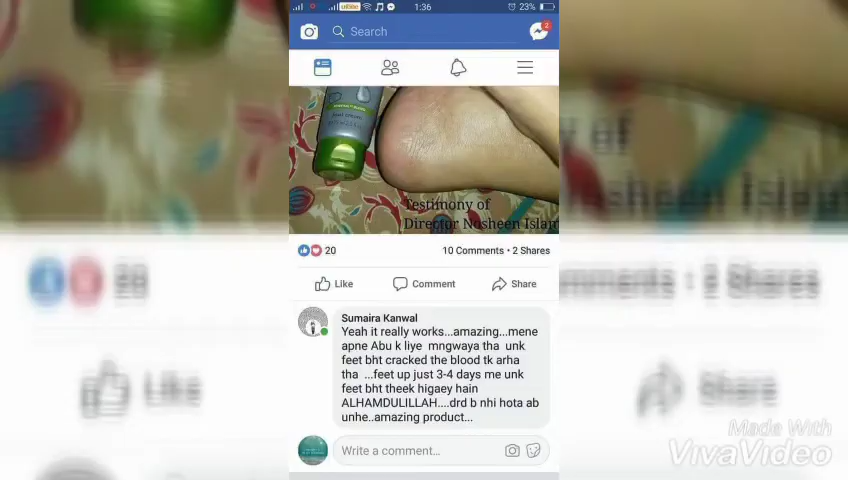 1:36
23%
Search
2
Testimony of
Director Nosheen Islam
20
10 Comments • 2 Shares
Like
Comment
Share
Sumaira Kanwal
Yeah it really works...amazing...mene
apne Abu k liye mngwaya tha unk
feet bht cracked the blood tk arha
tha ...feet up just 3-4 days me unk
feet bht theek higaey hain
ALHAMDULILLAH....drd b nhi hota ab
unhe..amazing product...
Write a comment...
Made With
VivaVideo